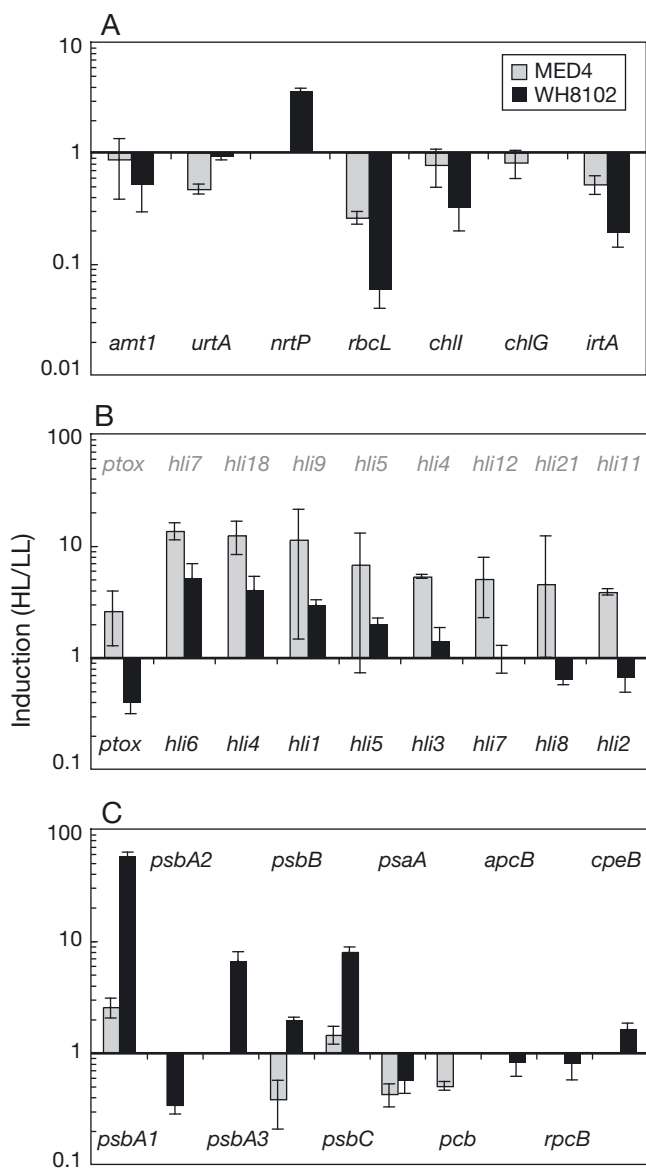 A
10
1
0.1
0.01
MED4
WH8102
amt1 urtA nrtP rbcL chlI chlG irtA
B
100
10
1
0.1
ptox hli7 hli18 hli9 hli5 hli4 hli12 hli21 hli11
ptox hli6 hli4 hli1 hli5 hli3 hli7 hli8 hli2
Induction (HL/LL)
C
100
10
1
0.1
psbA2 psbB psaA apcB cpeB
psbA1 psbA3 psbC pcb rpcB